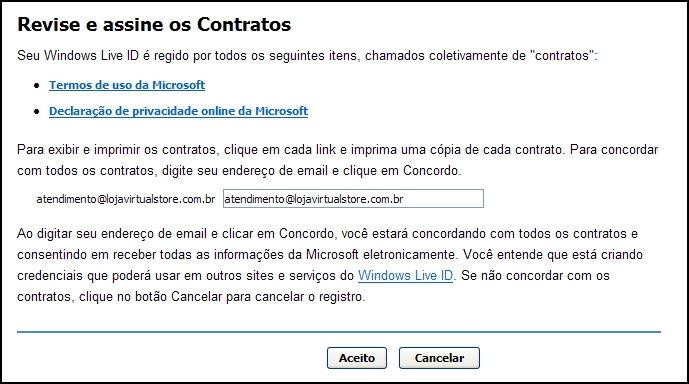 Revise e assine os Contratos
Seu Windows Live ID é regido por todos os seguintes itens, chamados coletivamente de "contratos":
Termos de uso da Microsoft
Declaração de privacidade online da Microsoft
Para exibir e imprimir os contratos, clique em cada link e imprima uma cópia de cada contrato. Para concordar
com todos os contratos, digite seu endereço de email e clique em Concordo.
atendimento@lojavirtualstore.com.br atendimento@lojavirtualstore.com.br
Ao digitar seu endereço de email e clicar em Concordo, você estará concordando com todos os contratos e
consentindo em receber todas as informações da Microsoft eletronicamente. Você entende que está criando
credenciais que poderá usar em outros sites e serviços do Windows Live ID. Se não concordar com os
contratos, clique no botão Cancelar para cancelar o registro.
Aceito Cancelar